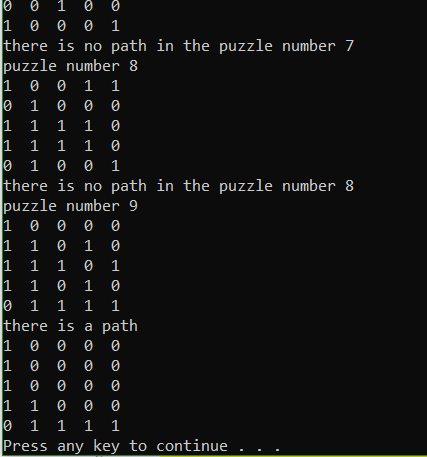 0 0 1 0 0
1 0 0 0 1
there is no path in the puzzle number 7
puzzle number 8
1 0 0 1 1
0 1 0 0 0
1 1 1 1 0
1 1 1 1 0
0 1 0 0 1
there is no path in the puzzle number 8
puzzle number 9
1 0 0 0 0
1 1 0 1 0
1 1 1 0 1
1 1 0 1 0
0 1 1 1 1
there is a path
1 0 0 0 0
1 0 0 0 0
1 0 0 0 0
1 1 0 0 0
0 1 1 1 1
Press any key to continue . . .